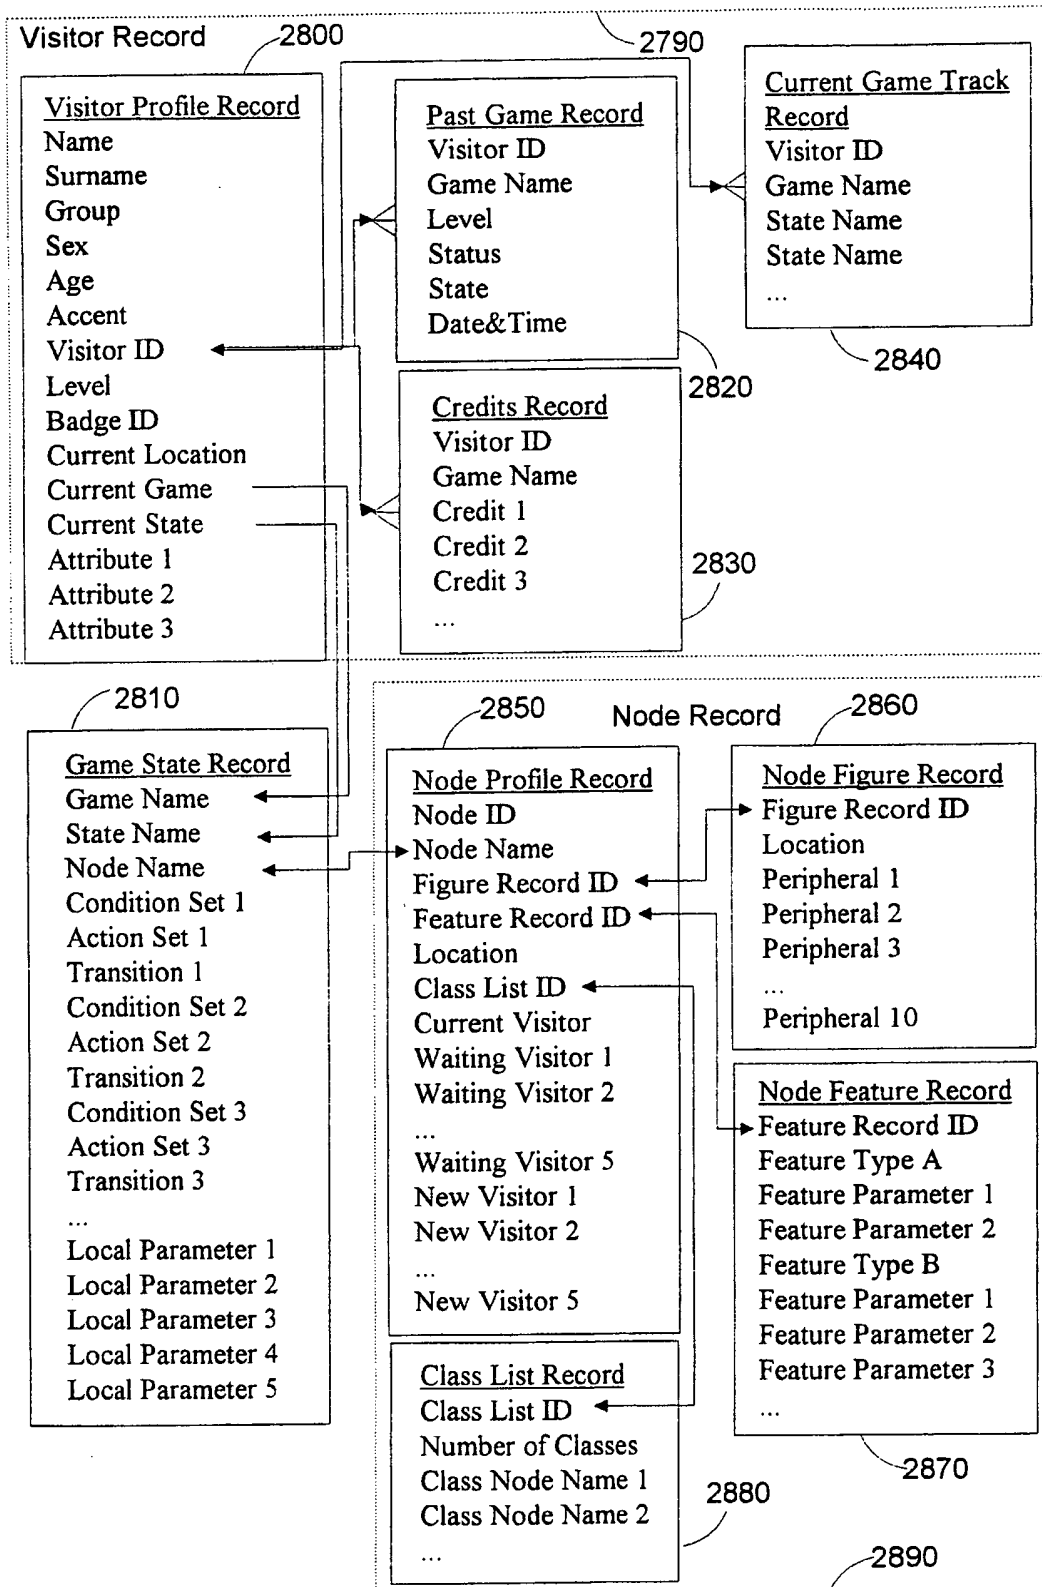 Visitor Record
2800
2790
Visitor Profile Record
Name
Surname
Group
Sex
Age
Accent
Visitor ID
Level
Badge ID
Current Location
Current Game
Current State
Attribute 1
Attribute 2
Attribute 3
Past Game Record
Visitor ID
Game Name
Level
Status
State
Date&Time
2820
Current Game Track
Record
Visitor ID
Game Name
State Name
State Name
...
2840
Credits Record
Visitor ID
Game Name
Credit 1
Credit 2
Credit 3
...
2830
2810
Game State Record
Game Name
State Name
Node Name
Condition Set 1
Action Set 1
Transition 1
Condition Set 2
Action Set 2
Transition 2
Condition Set 3
Action Set 3
Transition 3
...
Local Parameter 1
Local Parameter 2
Local Parameter 3
Local Parameter 4
Local Parameter 5
2850
Node Record
2860
Node Profile Record
Node ID
Node Name
Figure Record ID
Feature Record ID
Location
Class List ID
Current Visitor
Waiting Visitor 1
Waiting Visitor 2
...
Waiting Visitor 5
New Visitor 1
New Visitor 2
...
New Visitor 5
Node Figure Record
Figure Record ID
Location
Peripheral 1
Peripheral 2
Peripheral 3
...
Peripheral 10
Node Feature Record
Feature Record ID
Feature Type A
Feature Parameter 1
Feature Parameter 2
Feature Type B
Feature Parameter 1
Feature Parameter 2
Feature Parameter 3
...
2870
Class List Record
Class List ID
Number of Classes
Class Node Name 1
Class Node Name 2
...
2880
2890